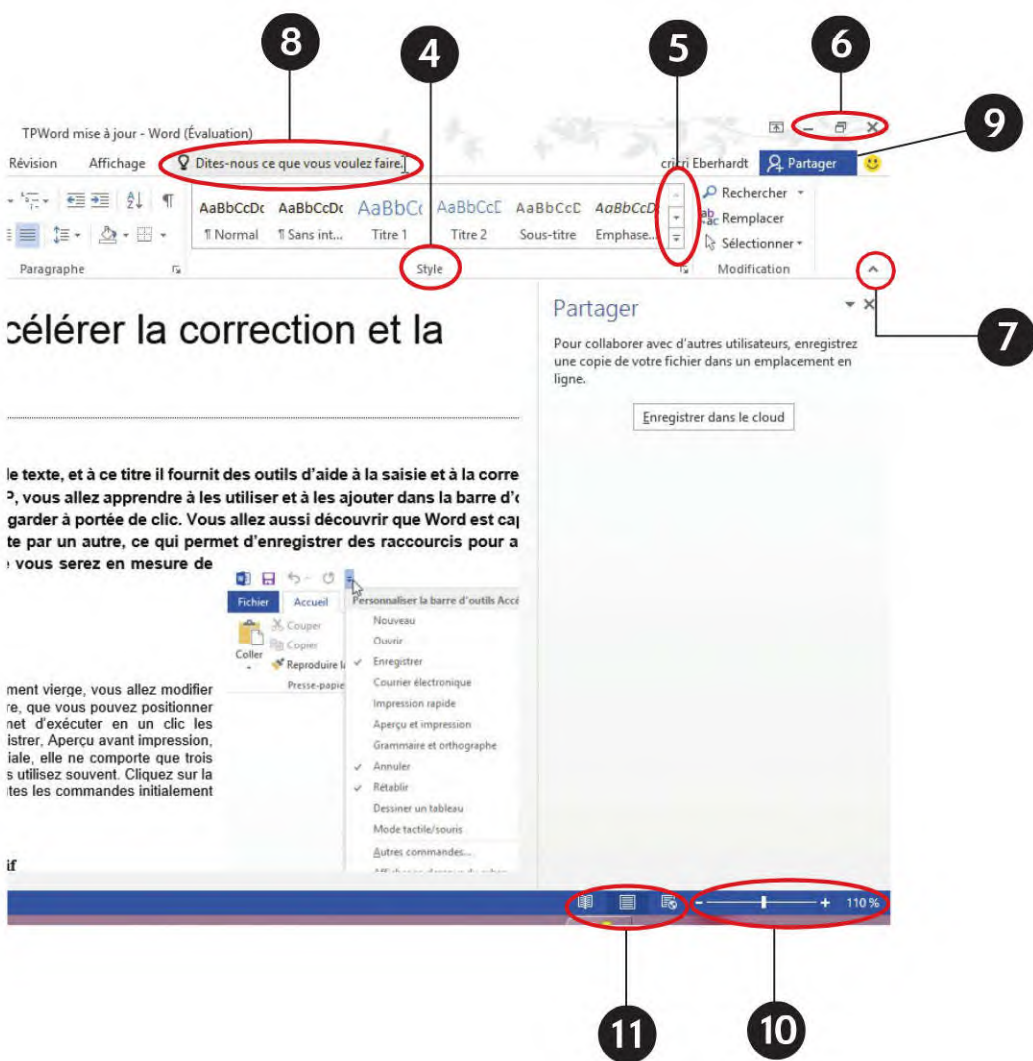 8
4
5
6
9
TPWord mise à jour - Word (Évaluation)
Révision Affichage Dites-nous ce que vous voulez faire.
cricri Eberhardt Partager
AaBbCcDc AaBbCcDc AaBbCc AaBbCcE AaBbCcD AaBbCcD
¶ Normal ¶ Sans int... Titre 1 Titre 2 Sous-titre Emphase...
Rechercher
Remplacer
Sélectionner
Paragraphe Style Modification
7
célérer la correction et la
Partager
Pour collaborer avec d'autres utilisateurs, enregistrez
une copie de votre fichier dans un emplacement en
ligne.
Enregistrer dans le cloud
le texte, et à ce titre il fournit des outils d'aide à la saisie et à la corre
P, vous allez apprendre à les utiliser et à les ajouter dans la barre d'o
garder à portée de clic. Vous allez aussi découvrir que Word est cap
te par un autre, ce qui permet d'enregistrer des raccourcis pour a
vous serez en mesure de
Fichier Accueil
Couper
Copier
Coller
Reproduire la
Presse-papie
Personnaliser la barre d'outils Accé
Nouveau
Ouvrir
Enregistrer
Courrier électronique
Impression rapide
Aperçu et impression
Grammaire et orthographe
Annuler
Rétablir
Dessiner un tableau
Mode tactile/souris
Autres commandes...
ment vierge, vous allez modifier
re, que vous pouvez positionner
net d'exécuter en un clic les
istrer, Aperçu avant impression,
iale, elle ne comporte que trois
s utilisez souvent. Cliquez sur la
tes les commandes initialement
if
110 %
11
10